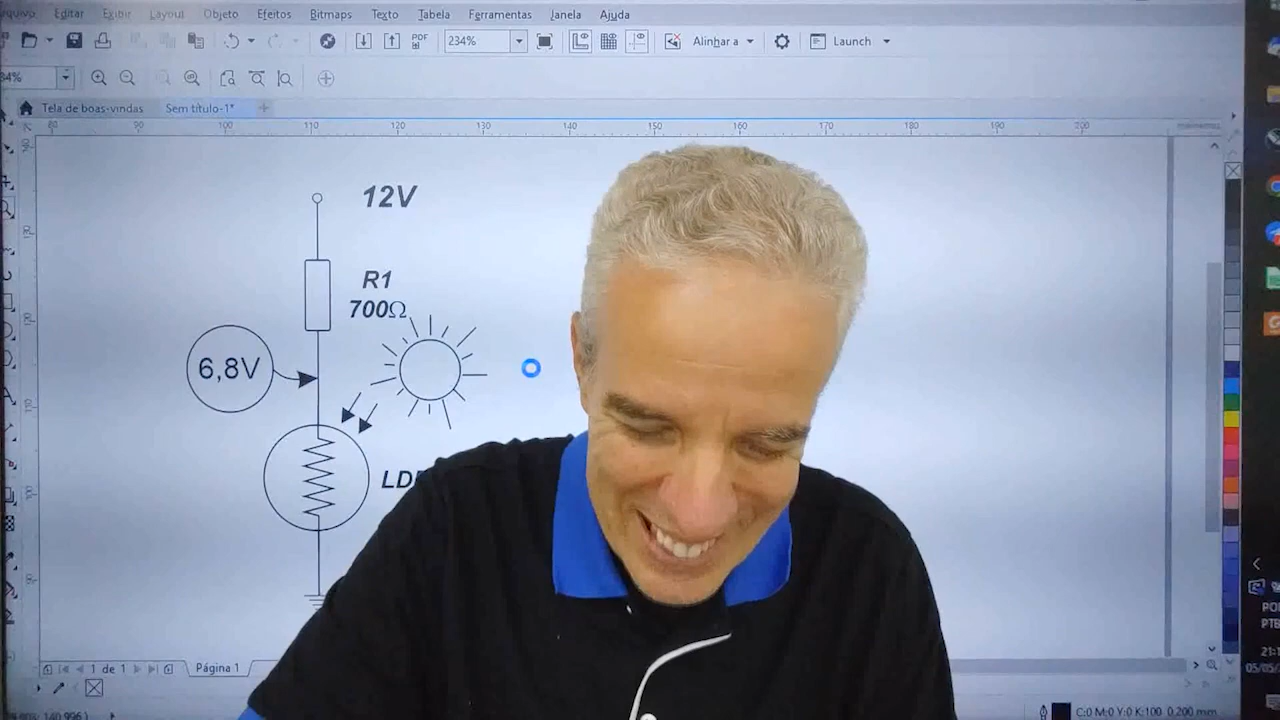 Editar Exibir Layout Objeto Efeitos Bitmaps Texto Tabela Ferramentas Janela Ajuda
PDF 234% Alinhar a Launch
Tela de boas-vindas Sem título-1*
80 90 100 110 120 130 140 150 160 170 180 190 200
12V
R1
700Ω
6,8V
LD
1 de 1 Página 1
C:0 M:0 Y:0 K:100 0.200 mm